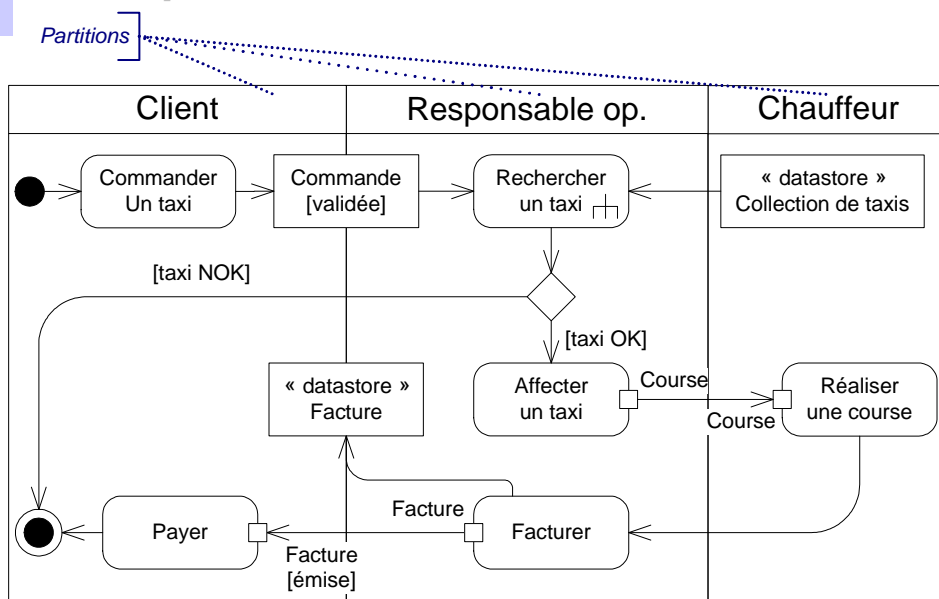 Partitions
Client
Responsable op.
Chauffeur
Commander
Un taxi
Commande
[validée]
Rechercher
un taxi
« datastore »
Collection de taxis
[taxi NOK]
[taxi OK]
« datastore »
Facture
Affecter
un taxi
Course
Course
Réaliser
une course
Payer
Facture
Facture
[émise]
Facturer